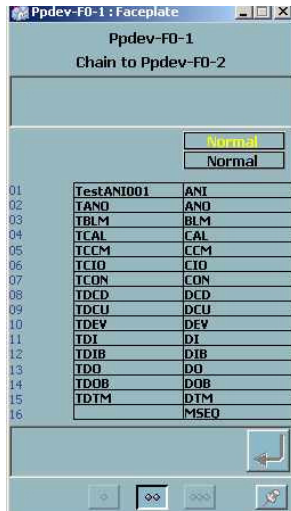 Ppdev-F0-1 : Faceplate
Ppdev-F0-1
Chain to Ppdev-F0-2
Normal
Normal
01 TestANI001 ANI
02 TANO ANO
03 TBLM BLM
04 TCAL CAL
05 TCCM CCM
06 TCIO CIO
07 TCON CON
08 TDCD DCD
09 TDCU DCU
10 TDEV DEV
11 TDI DI
12 TDIB DIB
13 TDO DO
14 TDOB DOB
15 TDTM DTM
16 MSEQ